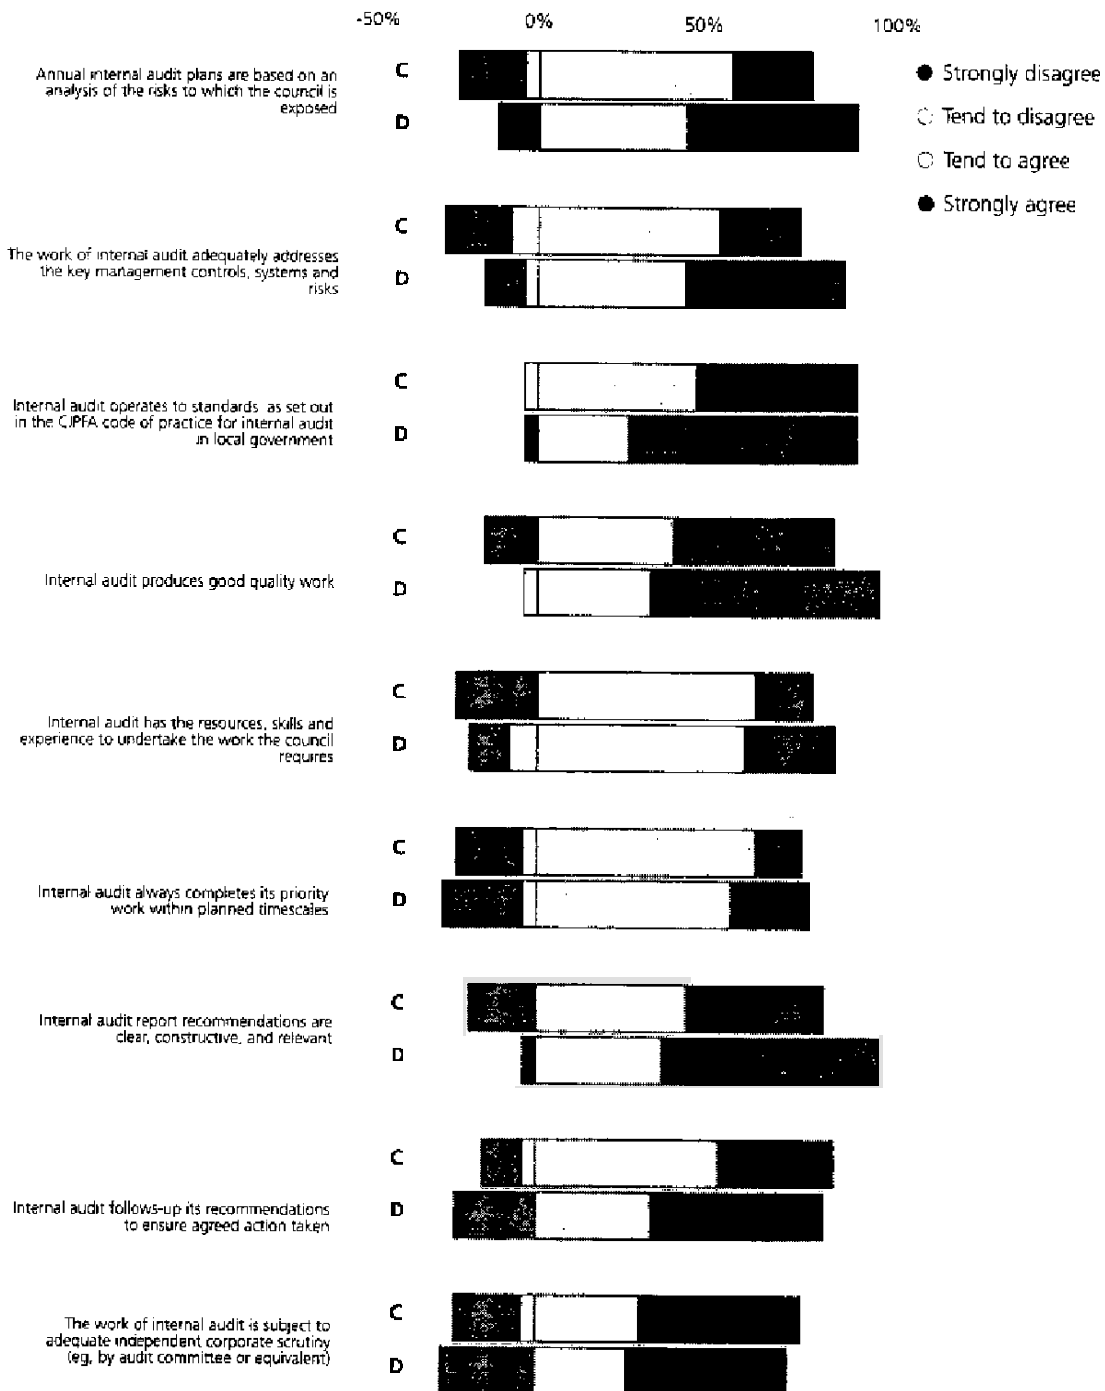 -50% 0% 50% 100%
Strongly disagree
Tend to disagree
Tend to agree
Strongly agree
Annual internal audit plans are based on an
analysis of the risks to which the council is
exposed
C
D
The work of internal audit adequately addresses
the key management controls, systems and
risks
C
D
Internal audit operates to standards as set out
in the CIPFA code of practice for internal audit
in local government
C
D
Internal audit produces good quality work
C
D
Internal audit has the resources, skills and
experience to undertake the work the council
requires
C
D
Internal audit always completes its priority
work within planned timescales
C
D
Internal audit report recommendations are
clear, constructive, and relevant
C
D
Internal audit follows-up its recommendations
to ensure agreed action taken
C
D
The work of internal audit is subject to
adequate independent corporate scrutiny
(eg, by audit committee or equivalent)
C
D